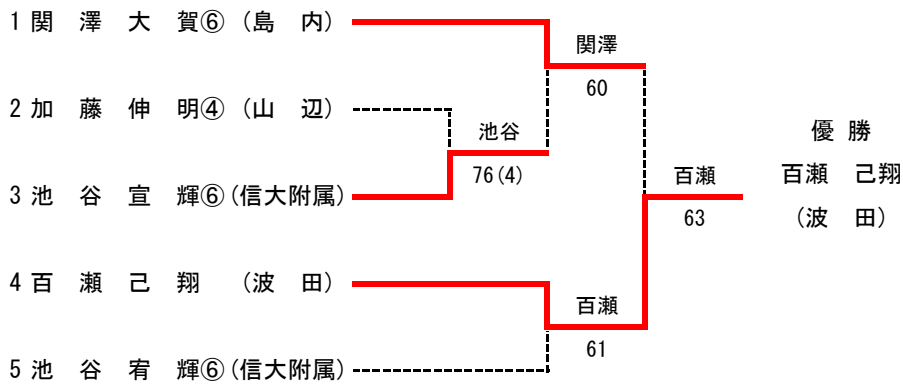 1 関 澤 大 賀⑥ (島 内)
関澤
60
2 加 藤 伸 明④ (山 辺)
池谷
76(4)
優 勝
百瀬 己翔
(波 田)
3 池 谷 宣 輝⑥ (信大附属)
百瀬
63
4 百 瀬 己 翔 (波 田)
百瀬
61
5 池 谷 宥 輝⑥ (信大附属)